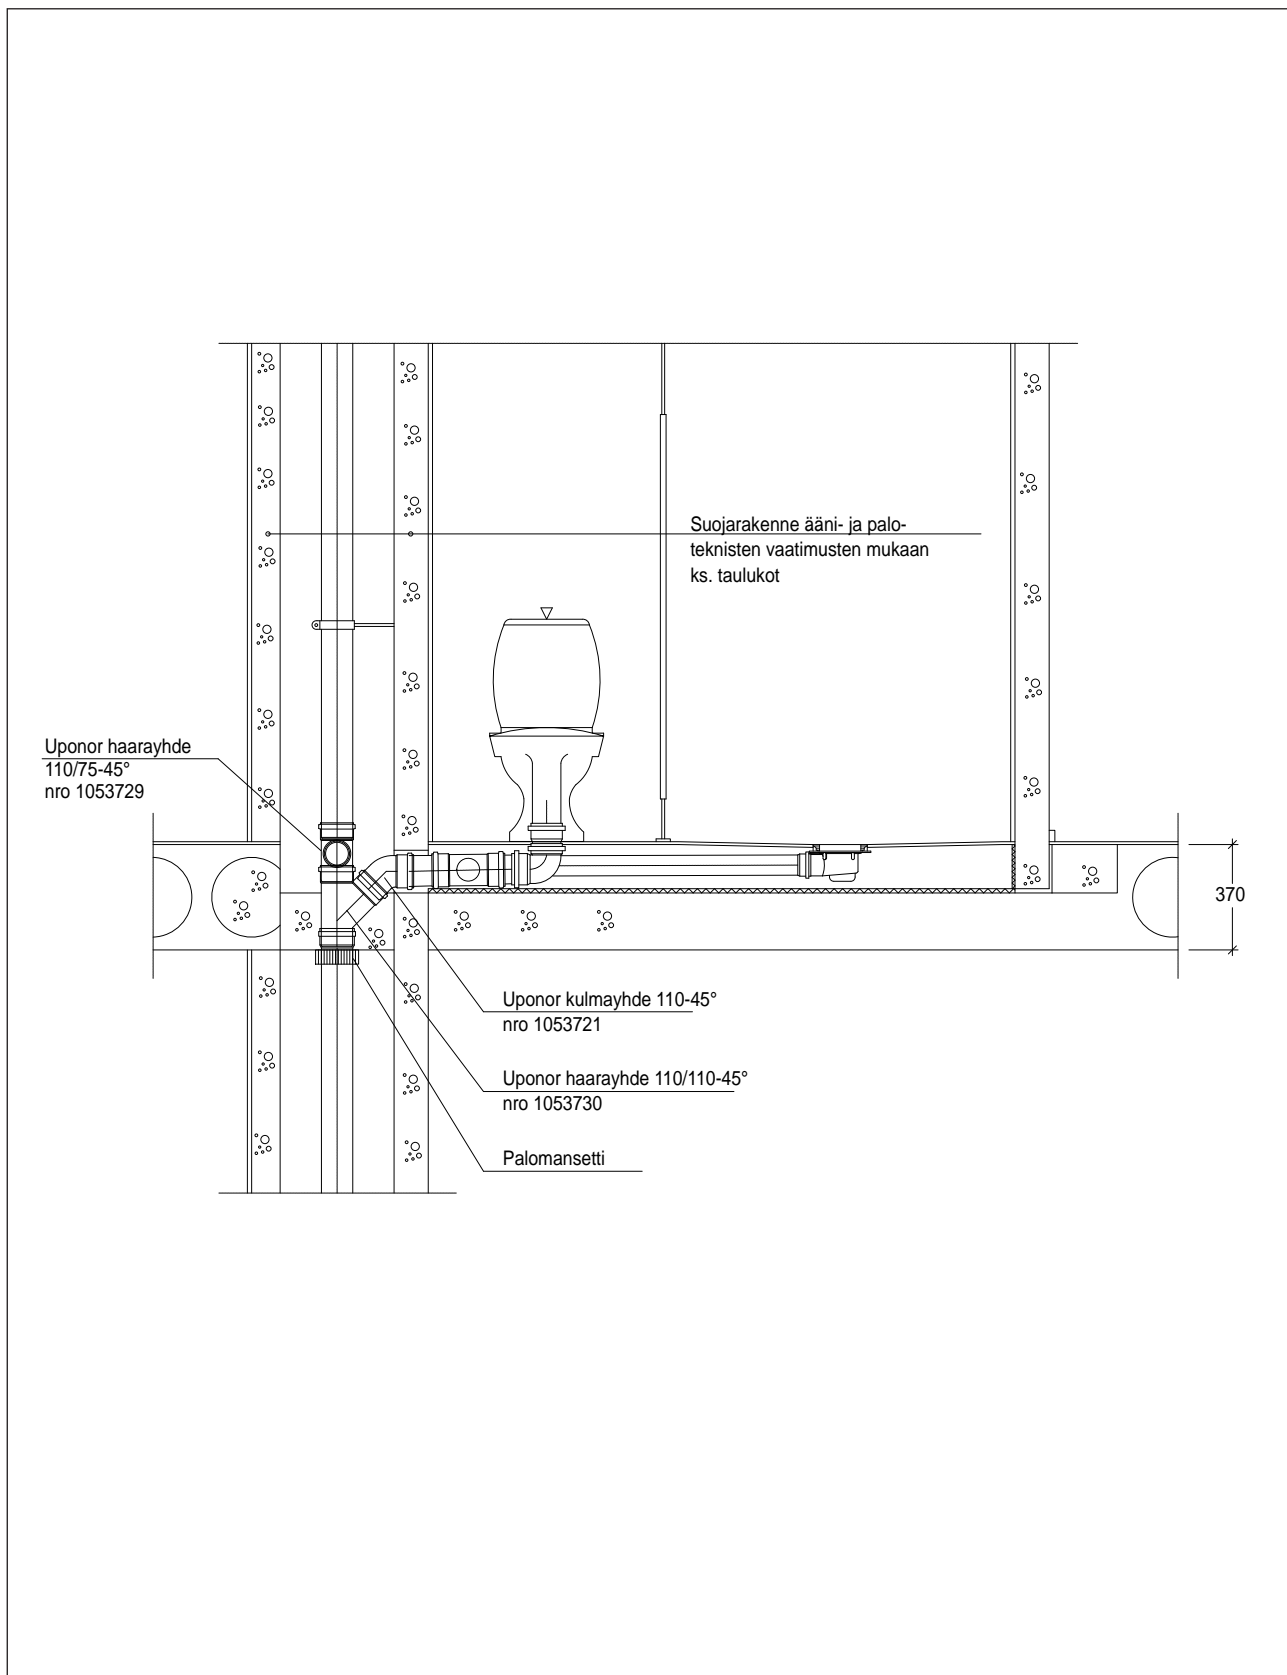 Suojarakenne ääni- ja palo-
teknisten vaatimusten mukaan
ks. taulukot
Uponor haarayhde
110/75-45°
nro 1053729
370
Uponor kulmayhde 110-45°
nro 1053721
Uponor haarayhde 110/110-45°
nro 1053730
Palomansetti